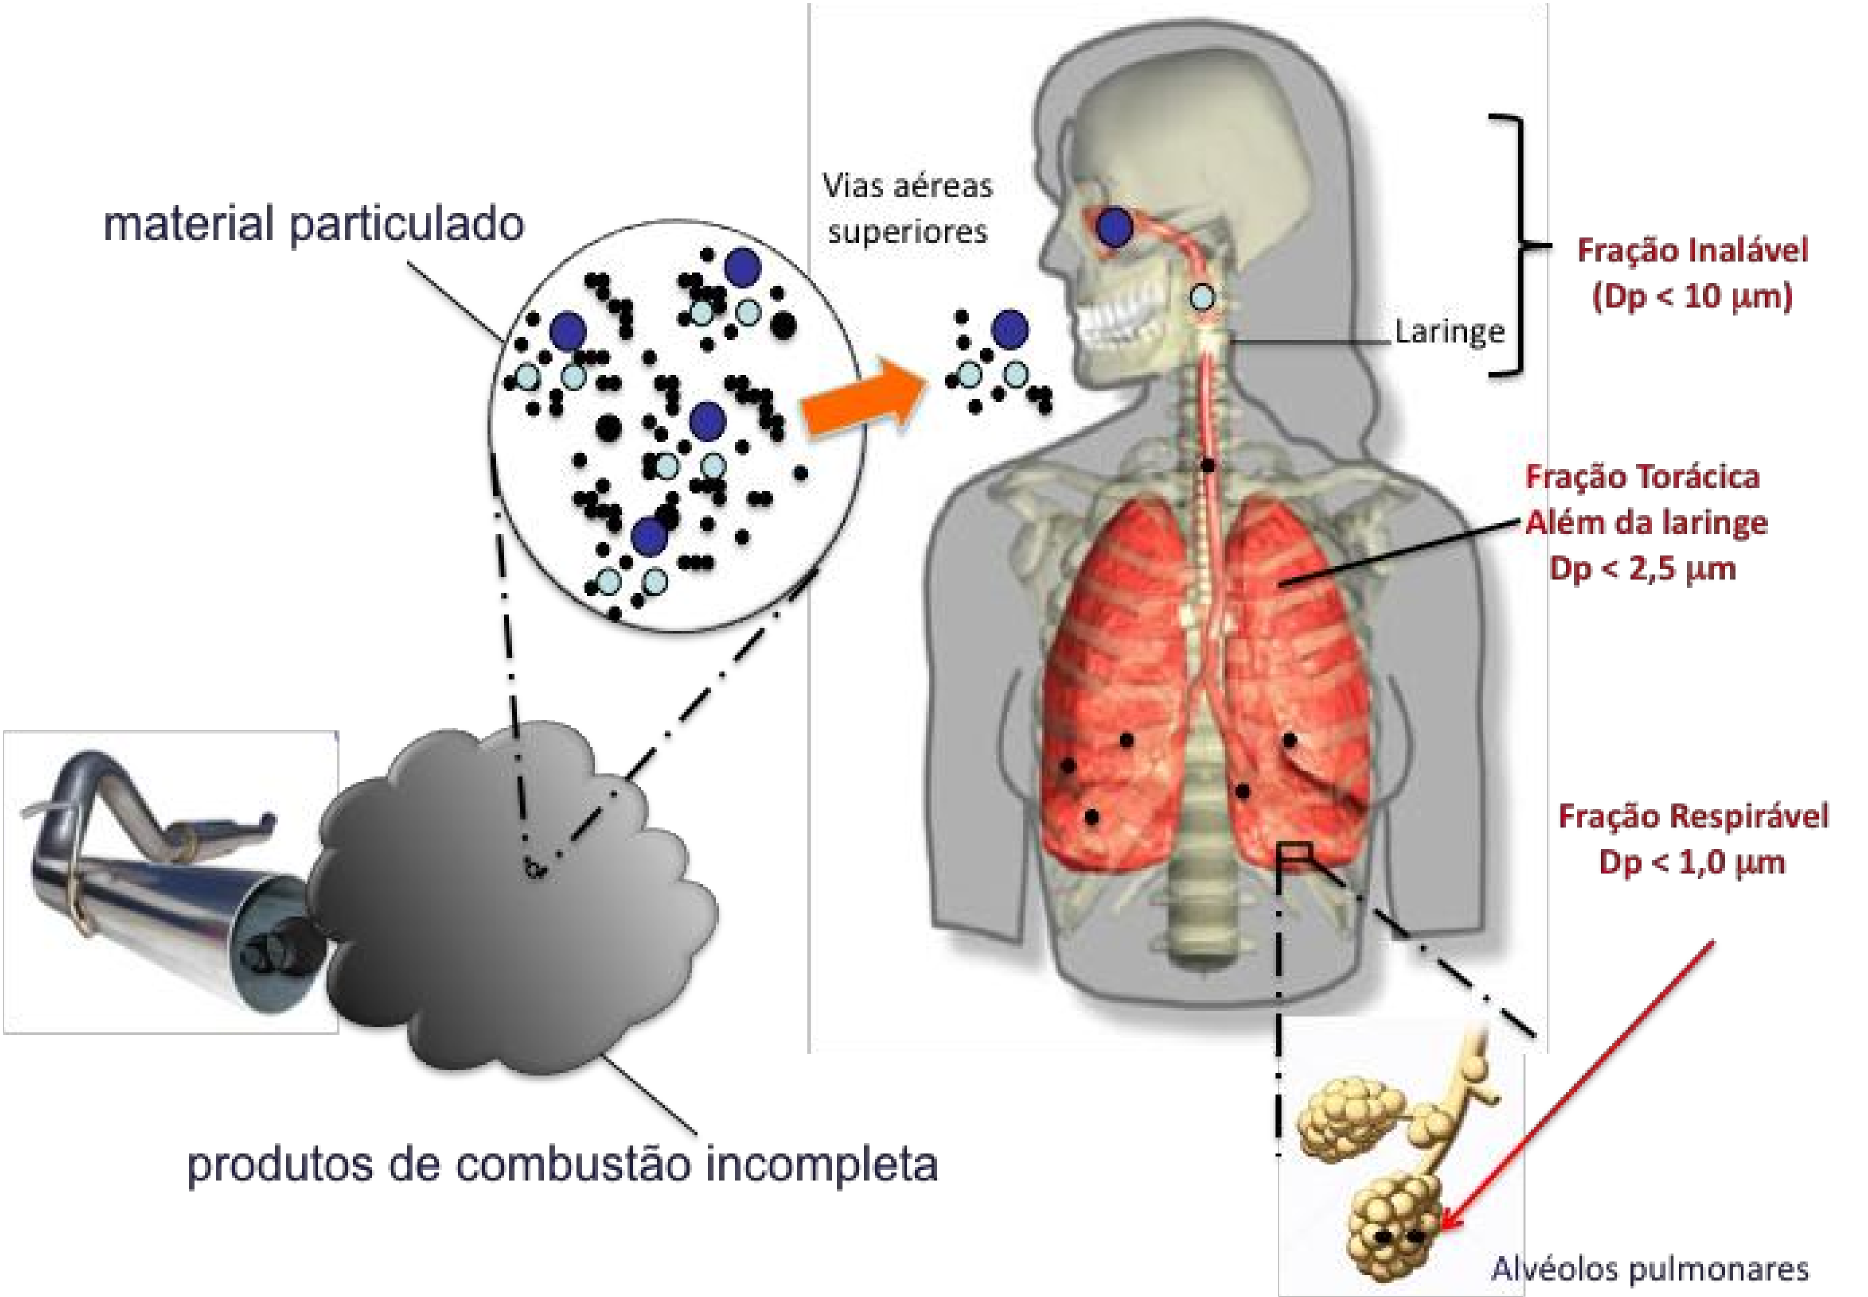 material particulado
Vias aéreas
superiores
Laringe
Fração Inalável
(Dp < 10 μm)
Fração Torácica
Além da laringe
Dp < 2,5 μm
Fração Respirável
Dp < 1,0 μm
produtos de combustão incompleta
Alvéolos pulmonares